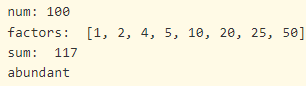 num: 100
factors:  [1, 2, 4, 5, 10, 20, 25, 50]
sum:  117
abundant